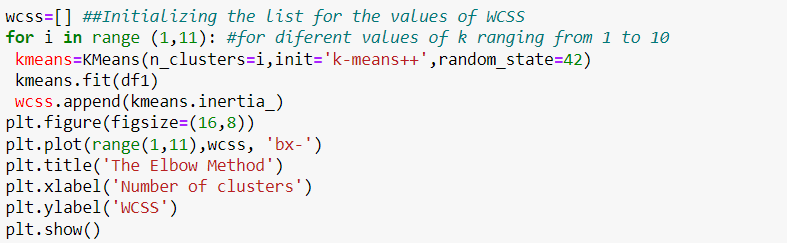 wcss=[] ##Initializing the list for the values of WCSS
for i in range (1,11): #for diferent values of k ranging from 1 to 10
 kmeans=KMeans(n_clusters=i,init='k-means++',random_state=42)
 kmeans.fit(df1)
 wcss.append(kmeans.inertia_)
plt.figure(figsize=(16,8))
plt.plot(range(1,11),wcss, 'bx-')
plt.title('The Elbow Method')
plt.xlabel('Number of clusters')
plt.ylabel('WCSS')
plt.show()